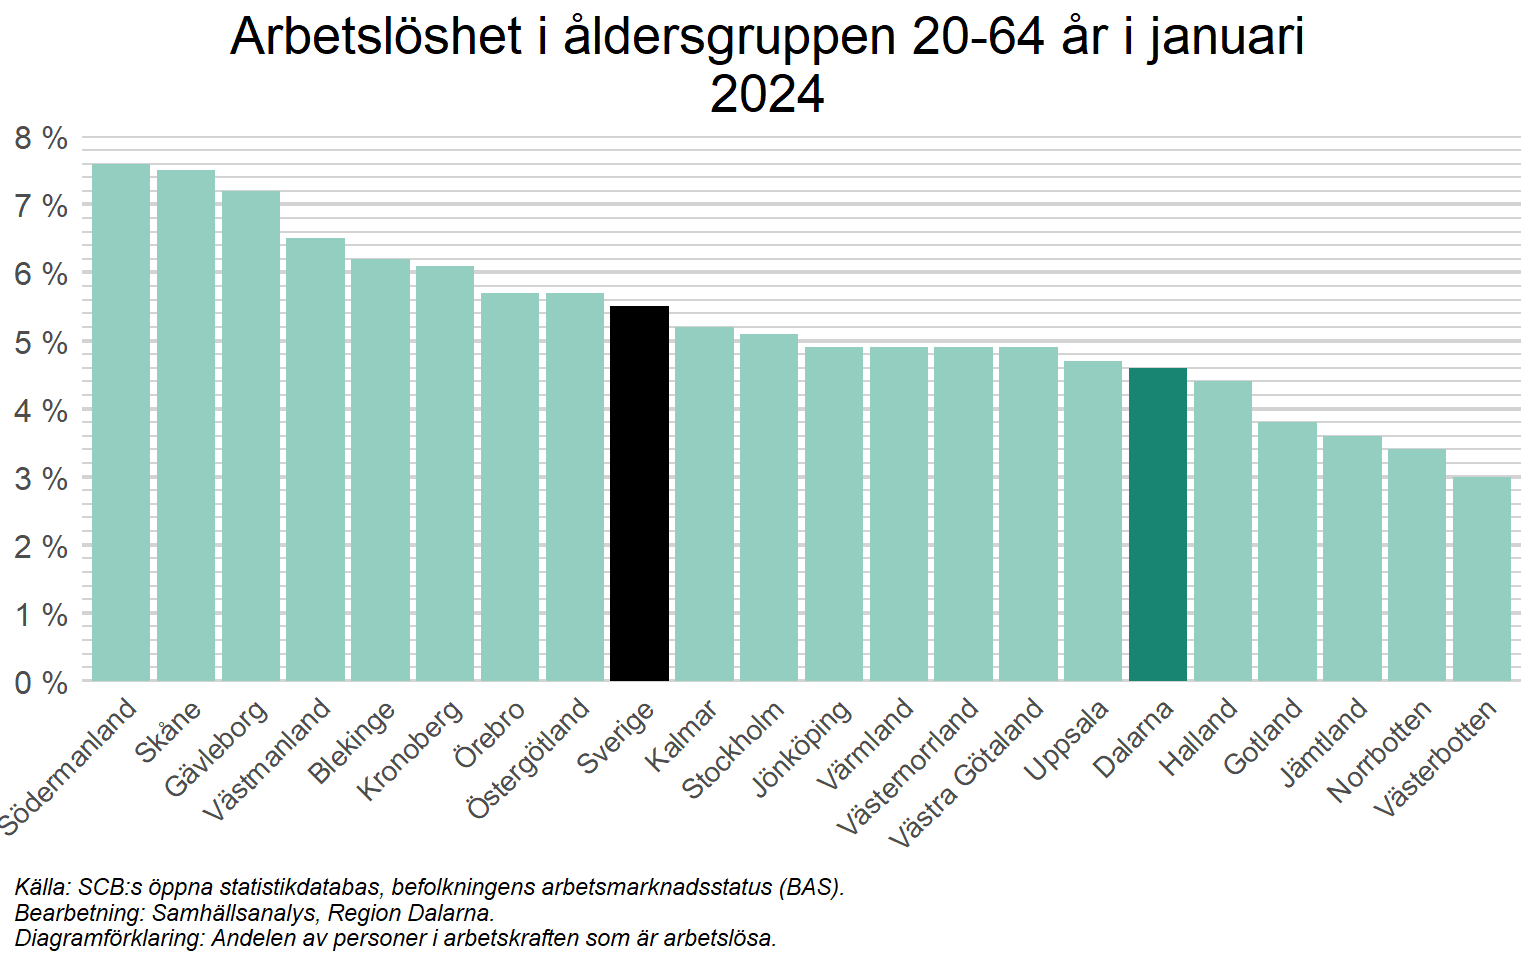 Arbetslöshet i åldersgruppen 20-64 år i januari
2024
8 %
7 %
6 %
5 %
4 %
3 %
2 %
1 %
0 %
Södermanland
Skåne
Gävleborg
Västmanland
Blekinge
Kronoberg
Örebro
Östergötland
Sverige
Kalmar
Stockholm
Jönköping
Värmland
Västernorrland
Västra Götaland
Uppsala
Dalarna
Halland
Gotland
Jämtland
Norrbotten
Västerbotten
Källa: SCB:s öppna statistikdatabas, befolkningens arbetsmarknadsstatus (BAS).
Bearbetning: Samhällsanalys, Region Dalarna.
Diagramförklaring: Andelen av personer i arbetskraften som är arbetslösa.